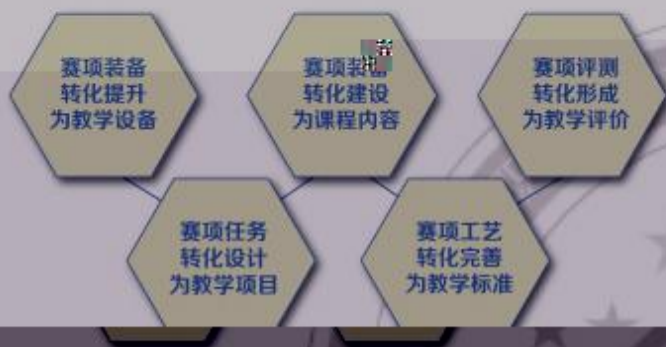 赛项装备
转化提升
为教学设备
赛项装
转化建设
为课程内容
赛项评测
转化形成
为教学评价
赛项任务
转化设计
为教学项目
赛项工艺
转化完善
为教学标准